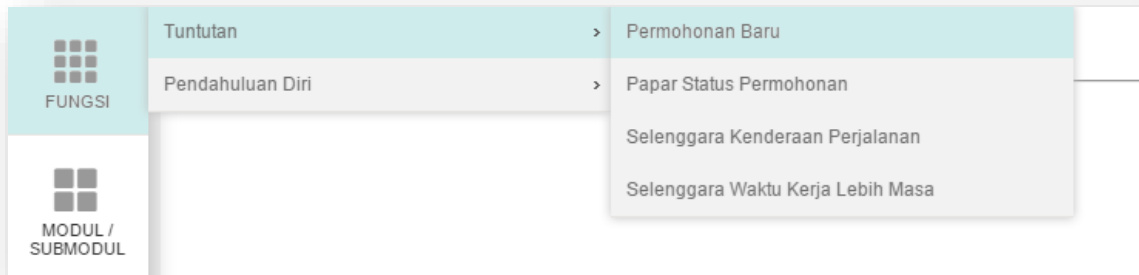 FUNGSI
MODUL /
SUBMODUL
Tuntutan
Pendahuluan Diri
Permohonan Baru
Papar Status Permohonan
Selenggara Kenderaan Perjalanan
Selenggara Waktu Kerja Lebih Masa